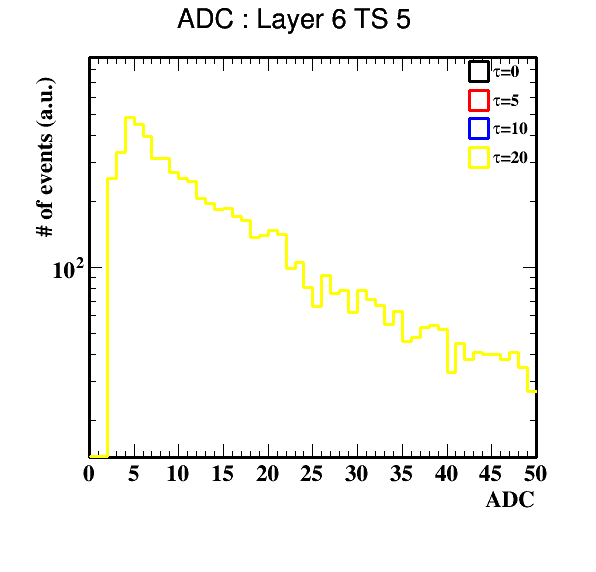 ADC : Layer 6 TS 5
# of events (a.u.)
τ=0
τ=5
τ=10
τ=20
10²
0 5 10 15 20 25 30 35 40 45 50
ADC